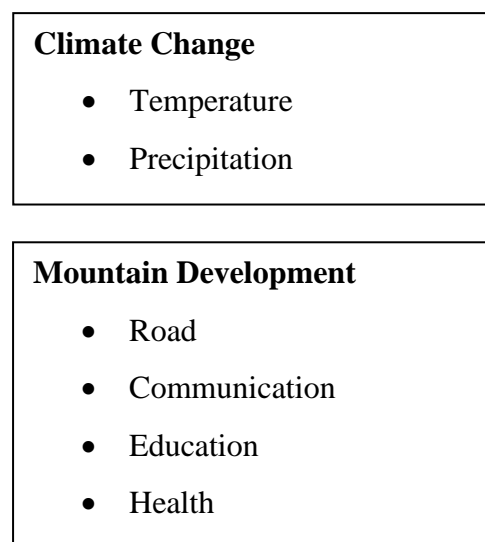 Climate Change
• Temperature
• Precipitation
Mountain Development
• Road
• Communication
• Education
• Health